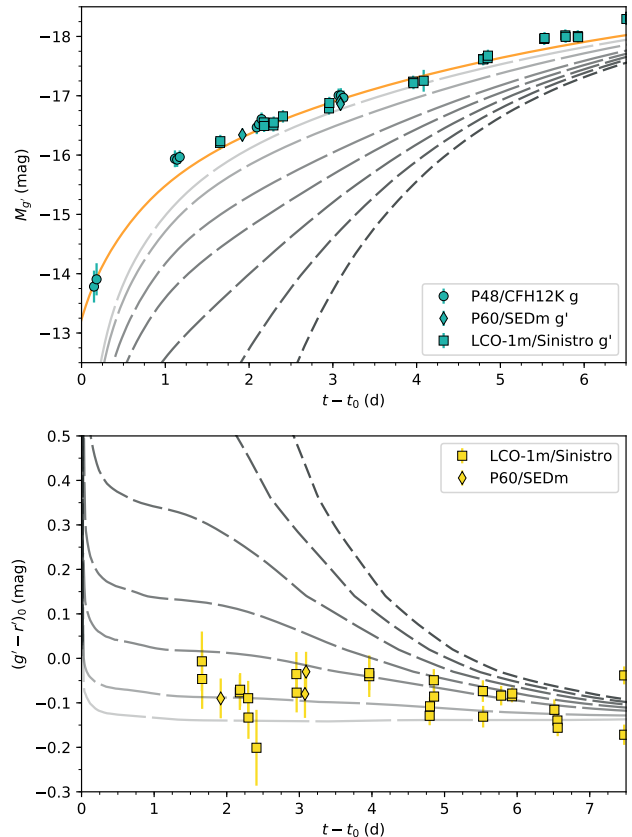 −18
−17
−16
−15
−14
−13
M_{g'} (mag)
P48/CFH12K g
P60/SEDm g'
LCO-1m/Sinistro g'
0 1 2 3 4 5 6
t − t_0 (d)
0.5
0.4
0.3
0.2
0.1
0.0
−0.1
−0.2
−0.3
(g' − r')_0 (mag)
LCO-1m/Sinistro
P60/SEDm
0 1 2 3 4 5 6 7
t − t_0 (d)